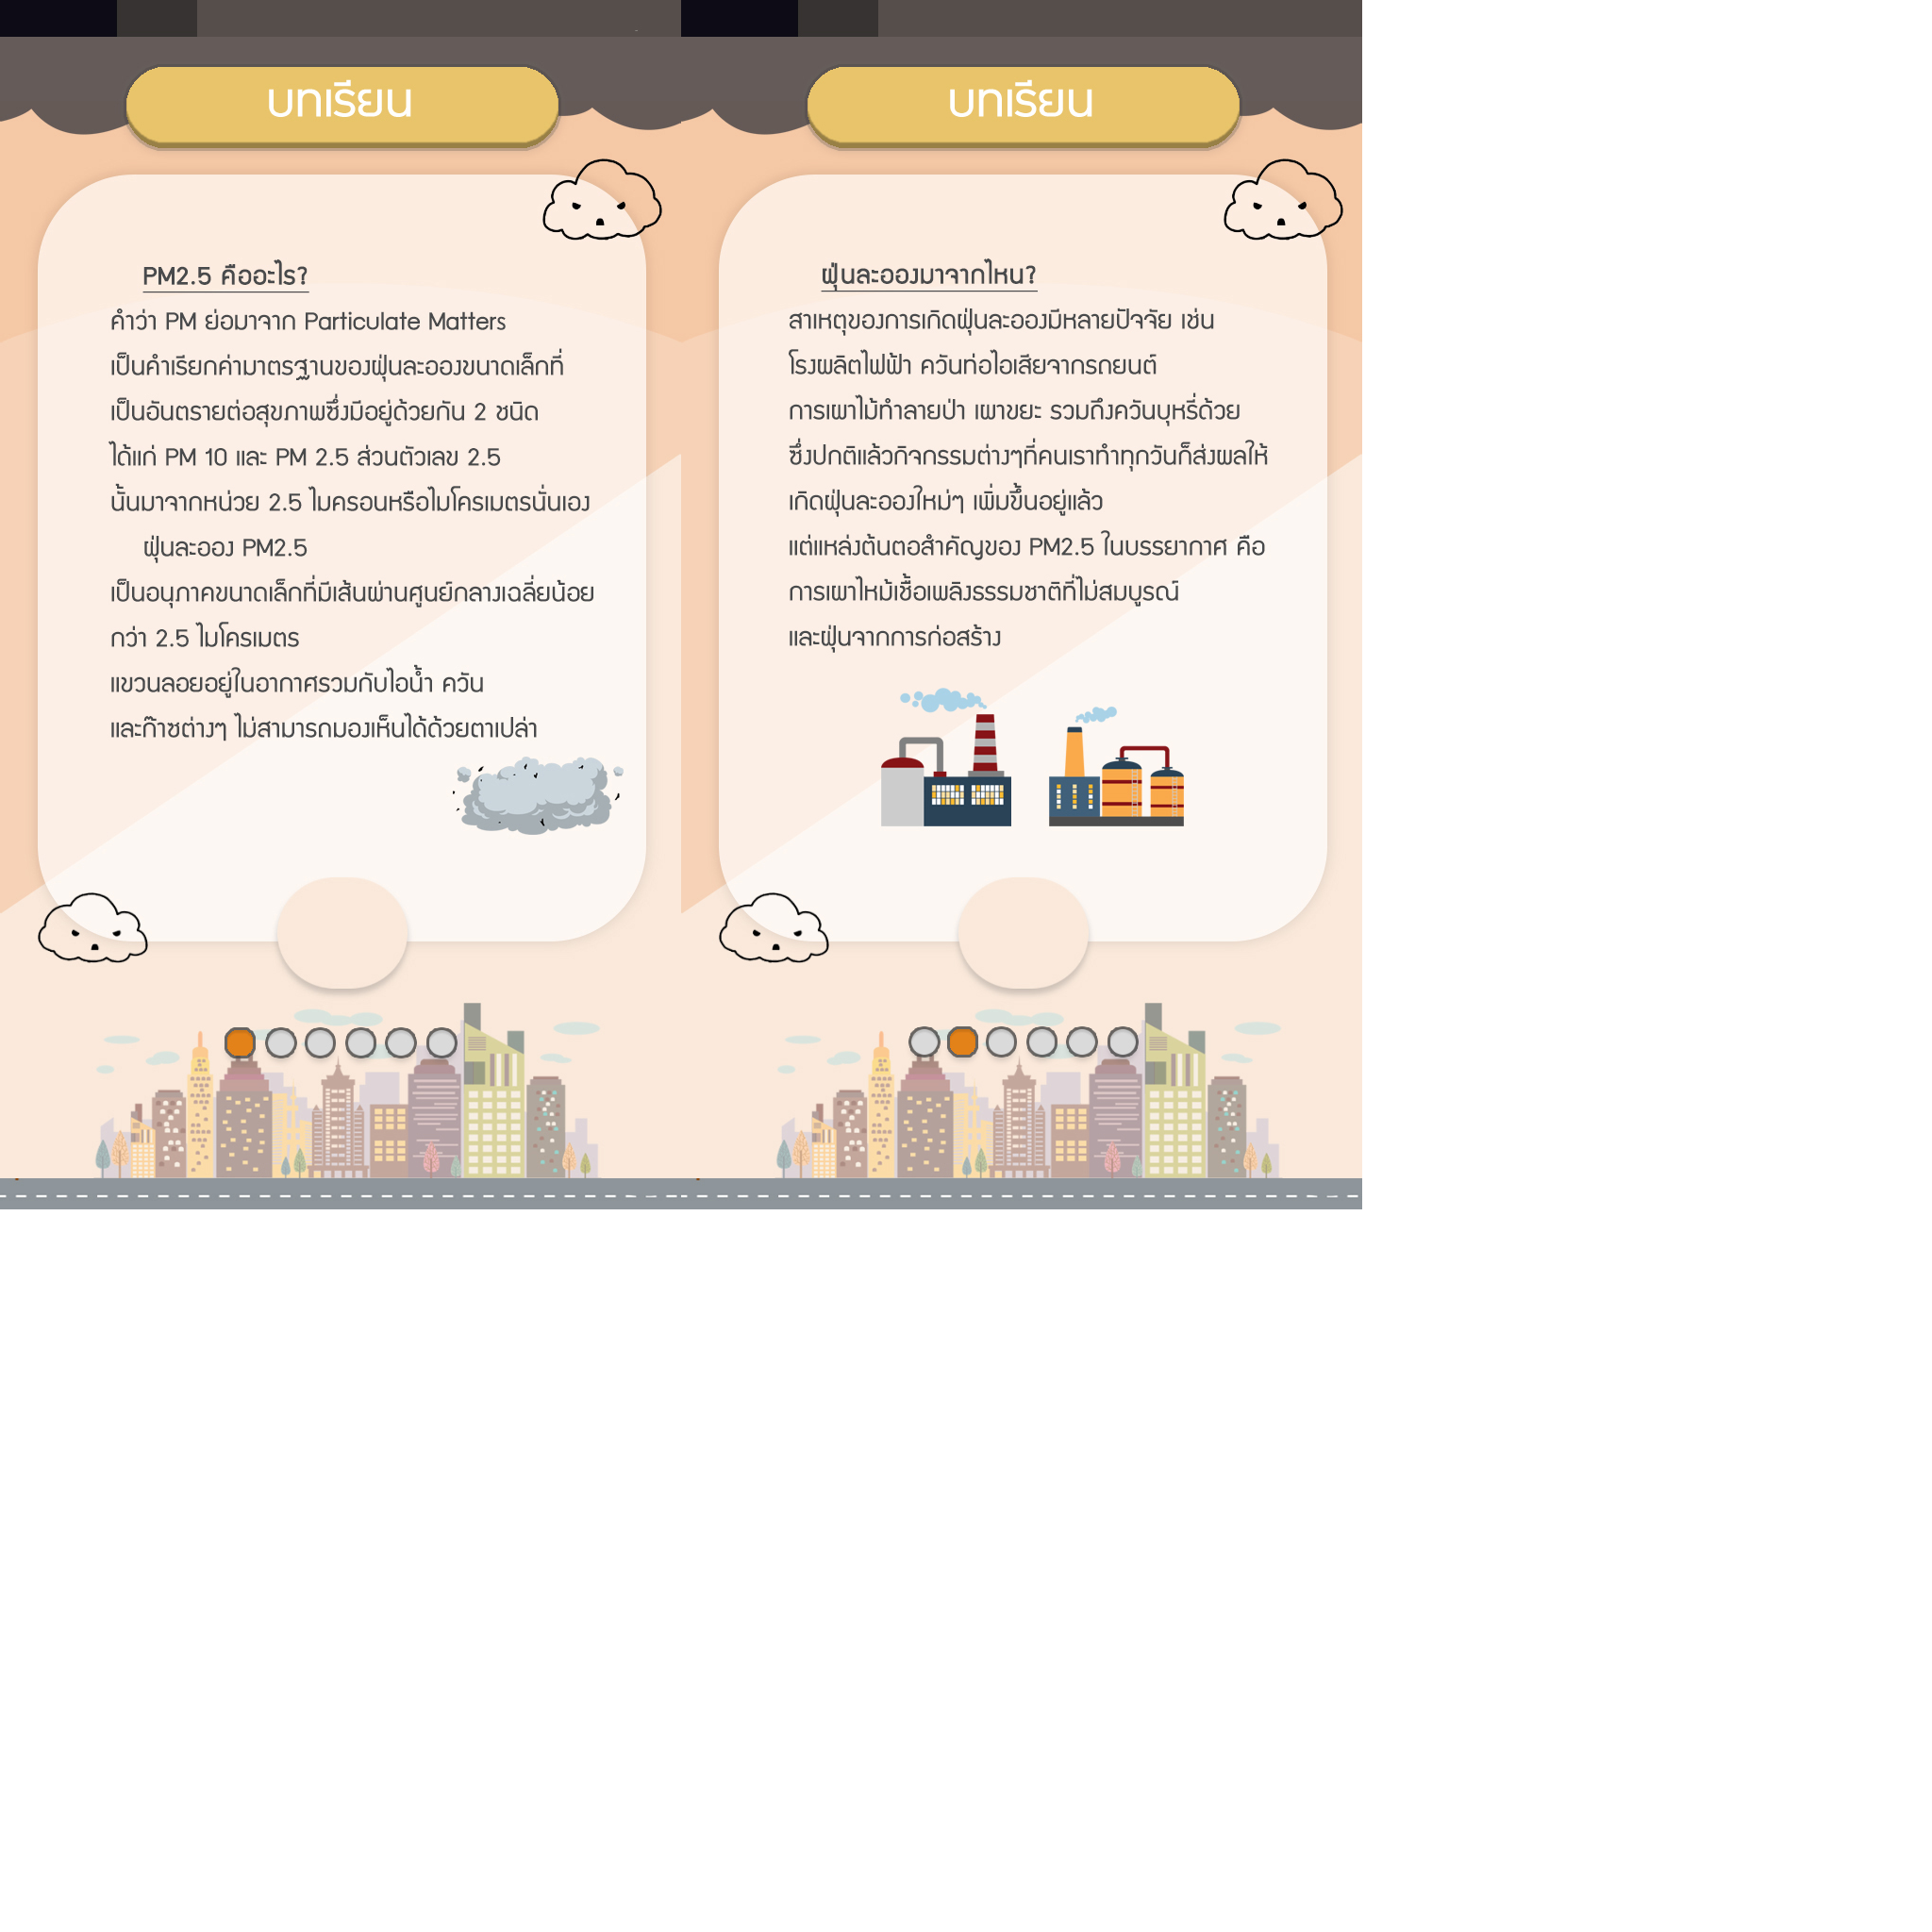 บทเรียน
PM2.5 คืออะไร?
คำว่า PM ย่อมาจาก Particulate Matters
เป็นคำเรียกค่ามาตรฐานของฝุ่นละอองขนาดเล็กที่
เป็นอันตรายต่อสุขภาพซึ่งมีอยู่ด้วยกัน 2 ชนิด
ได้แก่ PM 10 และ PM 2.5 ส่วนตัวเลข 2.5
นั้นมาจากหน่วย 2.5 ไมครอนหรือไมโครเมตรนั่นเอง
ฝุ่นละออง PM2.5
เป็นอนุภาคขนาดเล็กที่มีเส้นผ่านศูนย์กลางเฉลี่ยน้อย
กว่า 2.5 ไมโครเมตร
แขวนลอยอยู่ในอากาศรวมกับไอน้ำ ควัน
และก๊าซต่างๆ ไม่สามารถมองเห็นได้ด้วยตาเปล่า
บทเรียน
ฝุ่นละอองมาจากไหน?
สาเหตุของการเกิดฝุ่นละอองมีหลายปัจจัย เช่น
โรงผลิตไฟฟ้า ควันท่อไอเสียจากรถยนต์
การเผาไม้ทำลายป่า เผาขยะ รวมถึงควันบุหรี่ด้วย
ซึ่งปกติแล้วกิจกรรมต่างๆที่คนเราทำทุกวันก็ส่งผลให้
เกิดฝุ่นละอองใหม่ๆ เพิ่มขึ้นอยู่แล้ว
แต่แหล่งต้นตอสำคัญของ PM2.5 ในบรรยากาศ คือ
การเผาไหม้เชื้อเพลิงธรรมชาติที่ไม่สมบูรณ์
และฝุ่นจากการก่อสร้าง